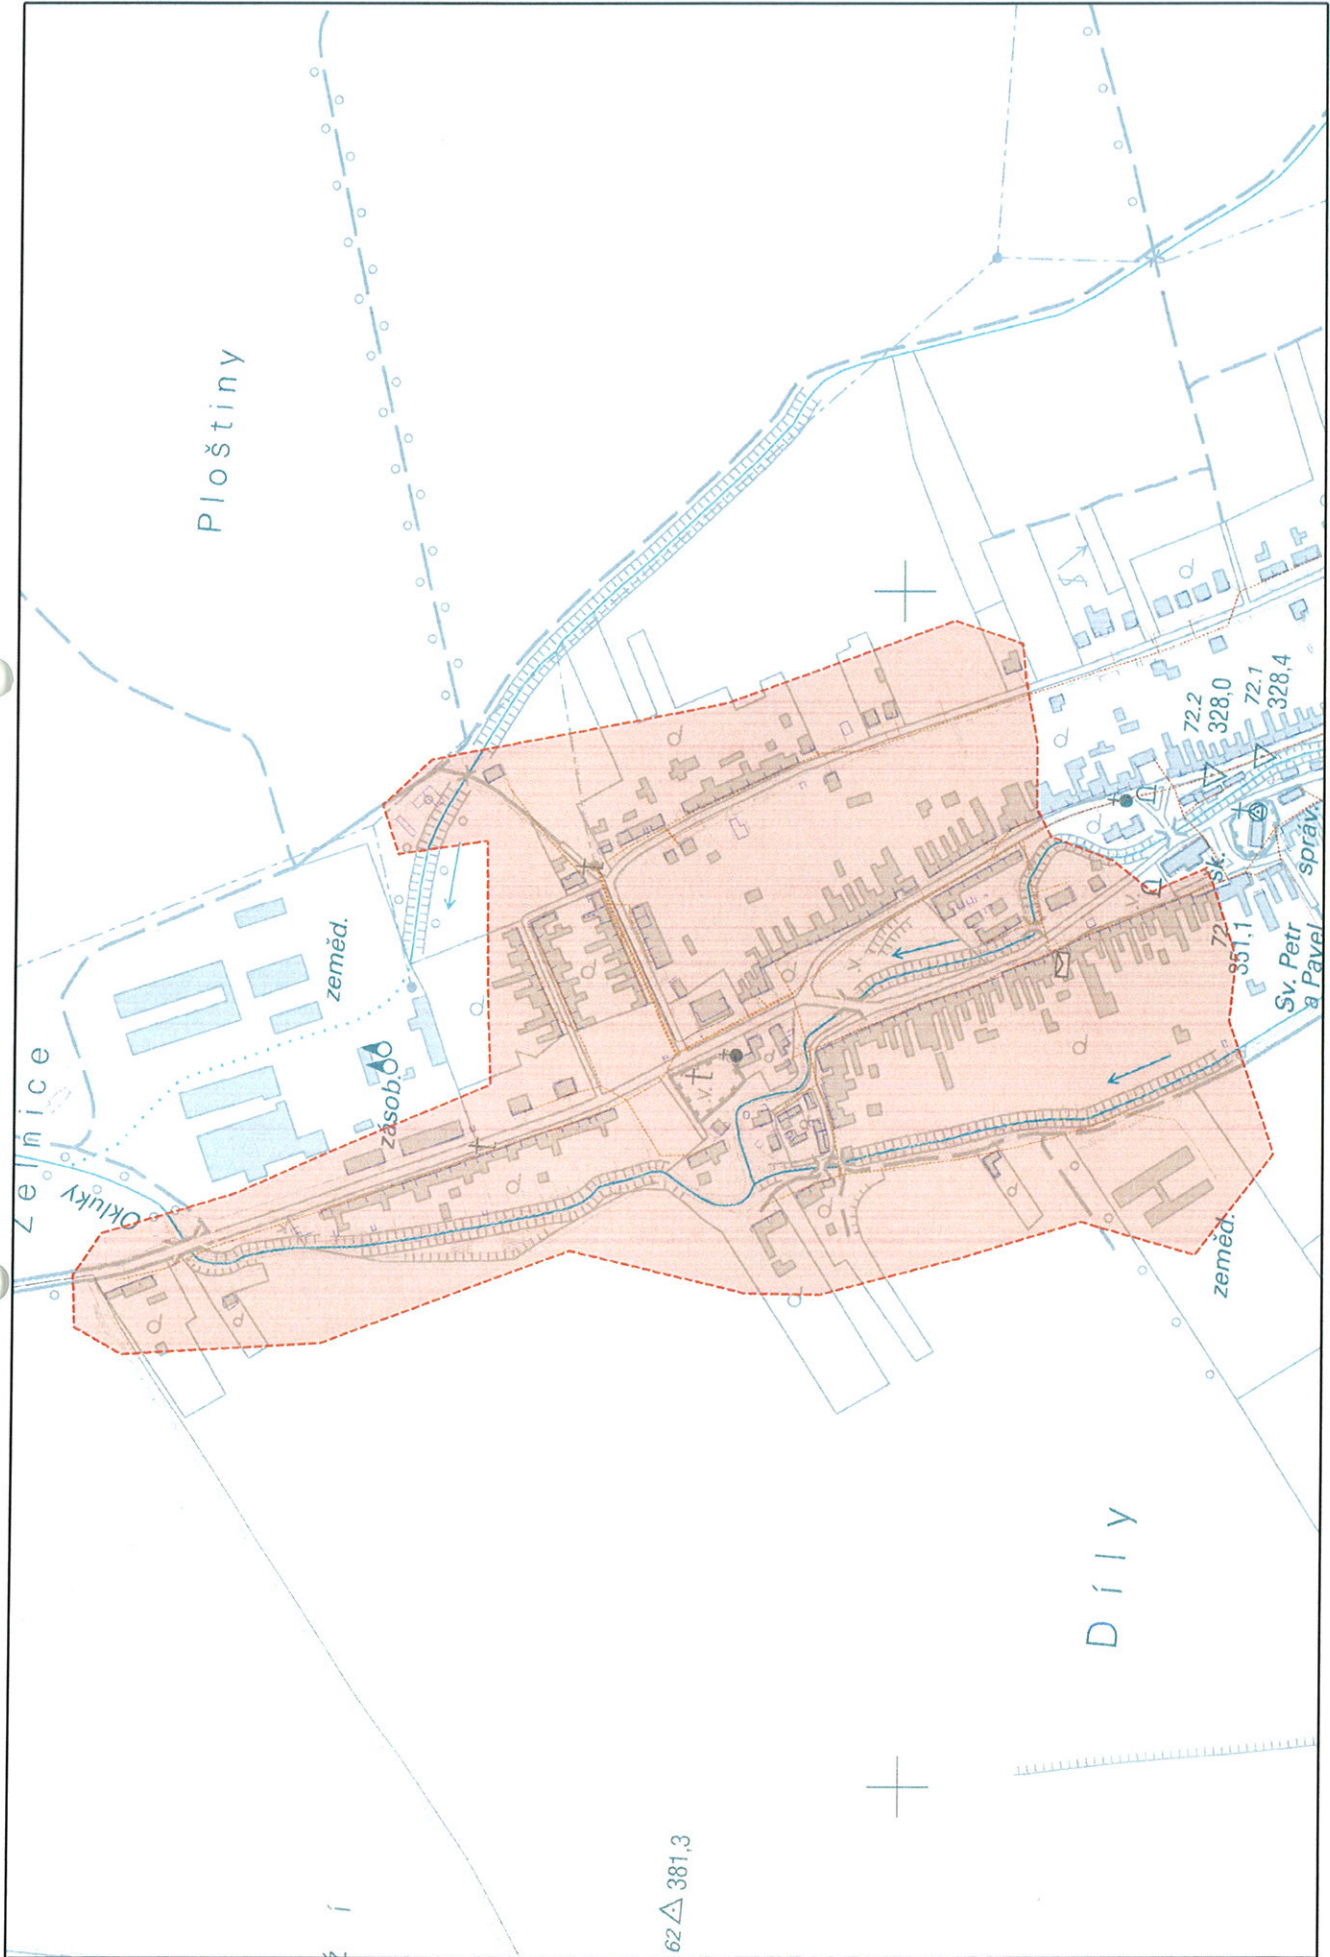 Ploštiny
Zelnice
Okluky
zeměd.
zásob.
72.2
328,0
72.1
328,4
sk.
správ.
72
351,1
Sv. Petr
a Pavel
zeměd.
Díly
62 381,3